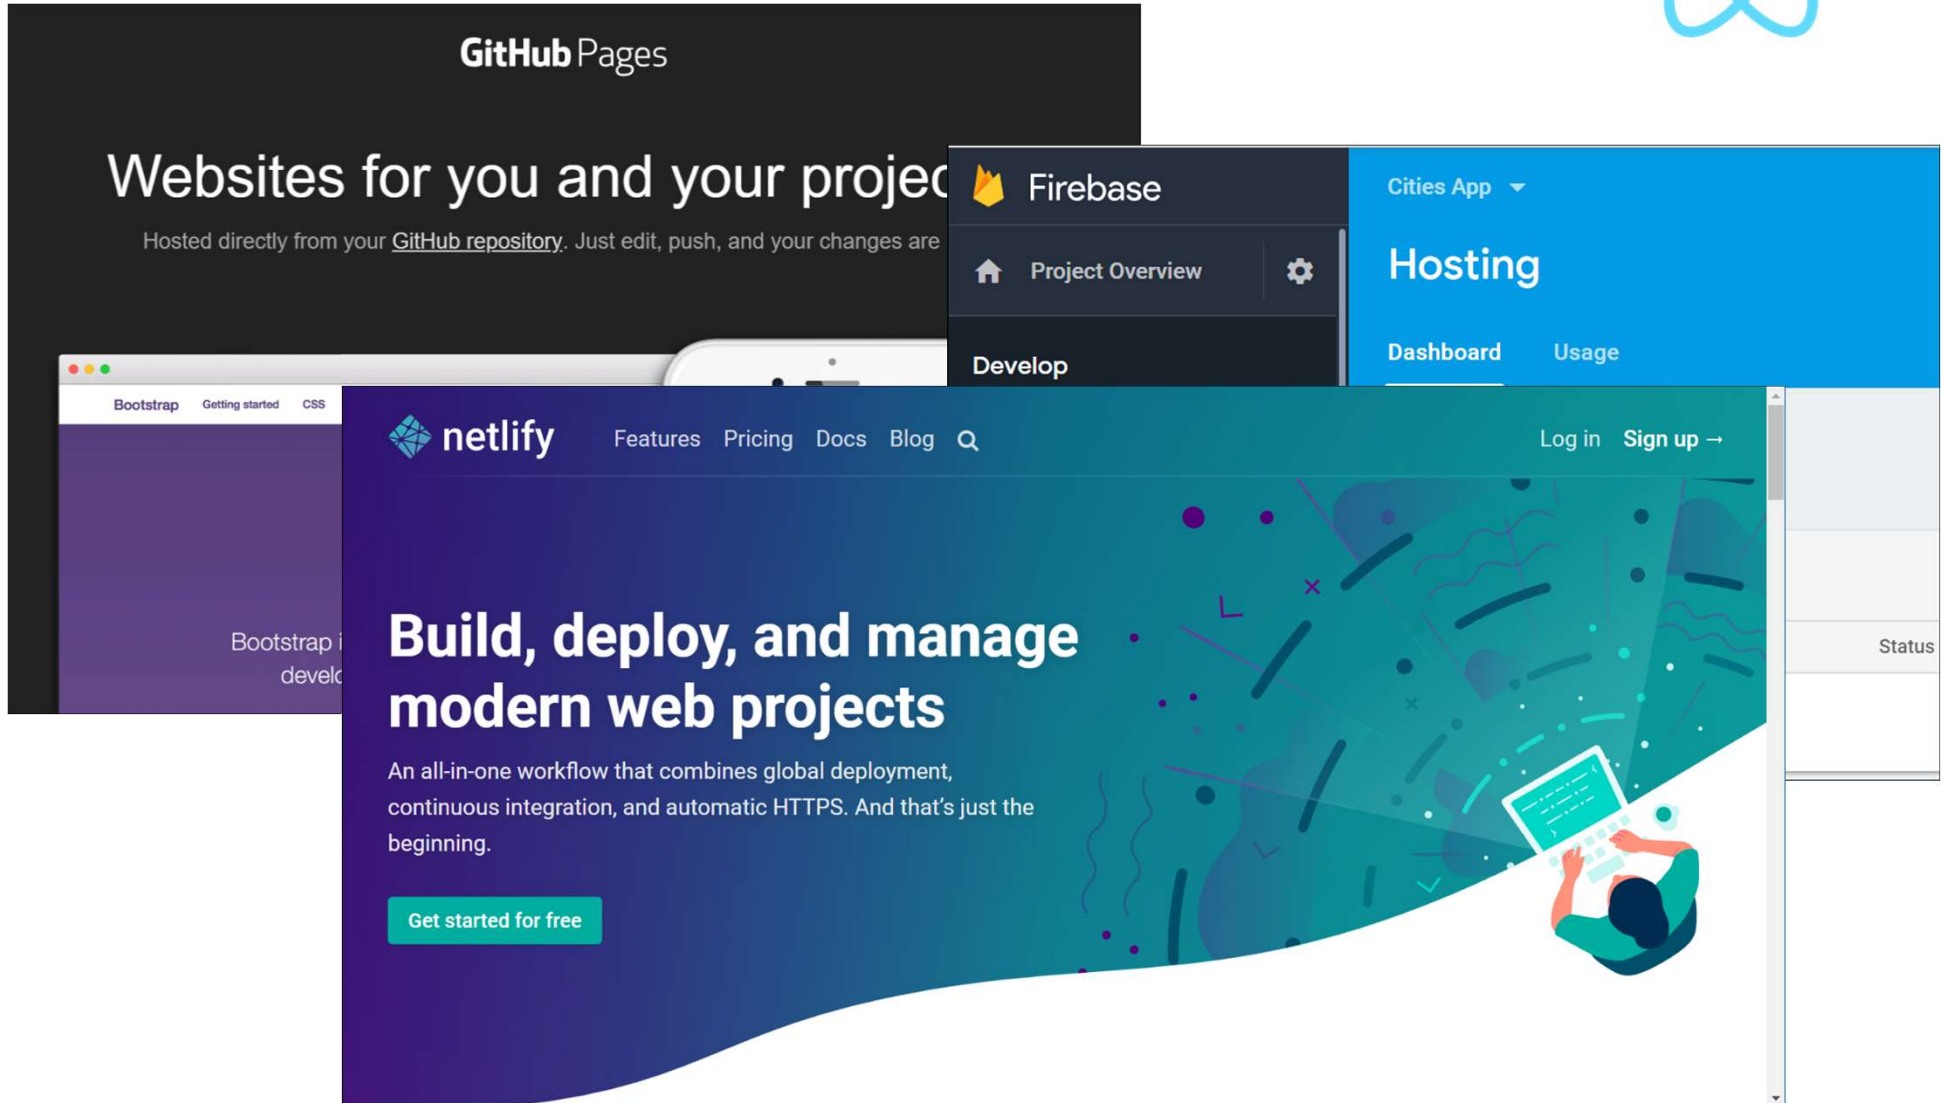 GitHub Pages
Websites for you and your projec
Hosted directly from your GitHub repository. Just edit, push, and your changes are
Bootstrap Getting started CSS
Bootstrap i
develo
Firebase
Project Overview
Develop
Cities App
Hosting
Dashboard Usage
Status
netlify Features Pricing Docs Blog Log in Sign up →
Build, deploy, and manage
modern web projects
An all-in-one workflow that combines global deployment,
continuous integration, and automatic HTTPS. And that's just the
beginning.
Get started for free